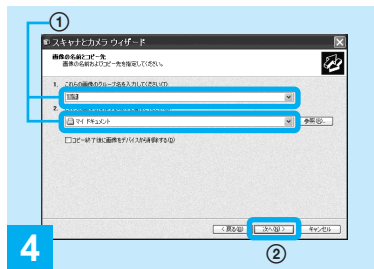 ①
スキャナとカメラ ウィザード
画像の名前とコピー先
画像の名前およびコピー先を指定してください。
1. これらの画像のグループ名を入力してください(T):
2.
マイ ドキュメント
参照(R)...
コピー終了後に画像をデバイスから削除する(D)
< 戻る(B) 次へ(N) > キャンセル
4 ②